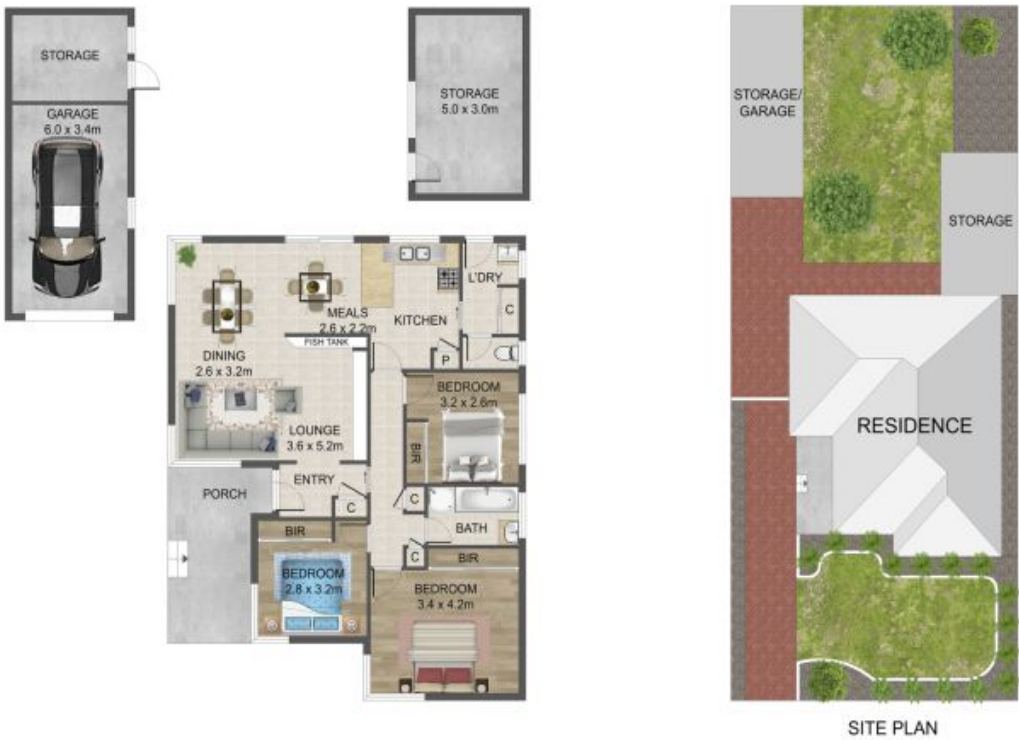 STORAGE
GARAGE
6.0 x 3.4m
STORAGE
5.0 x 3.0m
L'DRY
C
MEALS
2.6 x 2.2m
KITCHEN
FISH TANK
P
DINING
2.6 x 3.2m
BEDROOM
3.2 x 2.6m
LOUNGE
3.6 x 5.2m
BIR
ENTRY
PORCH
C
C
BATH
BIR
C
BIR
BEDROOM
2.8 x 3.2m
BEDROOM
3.4 x 4.2m
STORAGE/
GARAGE
STORAGE
RESIDENCE
SITE PLAN